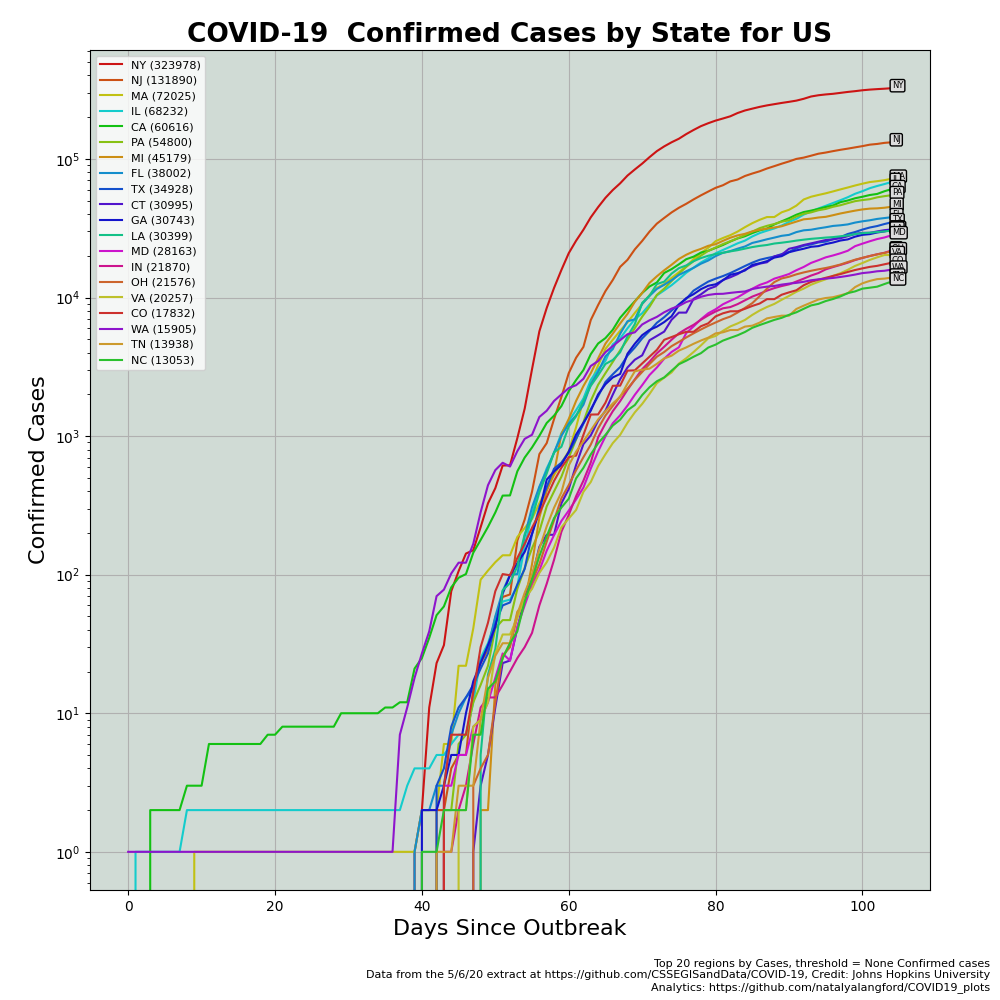 COVID-19  Confirmed Cases by State for US
NY (323978)
NJ (131890)
MA (72025)
IL (68232)
CA (60616)
PA (54800)
MI (45179)
FL (38002)
TX (34928)
CT (30995)
GA (30743)
LA (30399)
MD (28163)
IN (21870)
OH (21576)
VA (20257)
CO (17832)
WA (15905)
TN (13938)
NC (13053)
NY
NJ
PA
MI
TX
MD
VA
WA
NC
10^5
10^4
10^3
10^2
10^1
10^0
Confirmed Cases
0 20 40 60 80 100
Days Since Outbreak
Top 20 regions by Cases, threshold = None Confirmed cases
Data from the 5/6/20 extract at https://github.com/CSSEGISandData/COVID-19, Credit: Johns Hopkins University
Analytics: https://github.com/natalyalangford/COVID19_plots